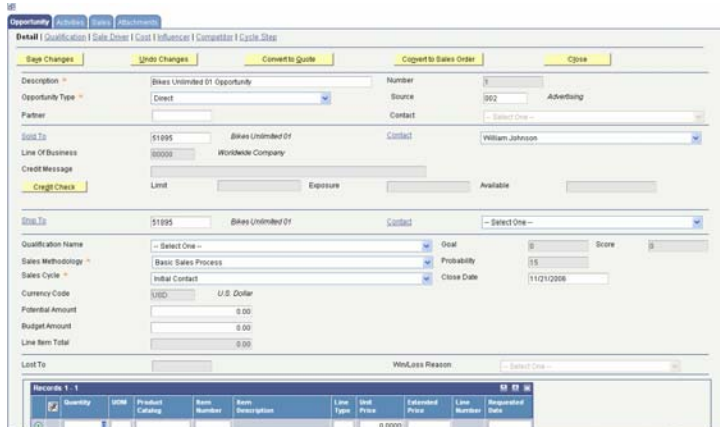 Opportunity Activities Sales Attachments
Detail | Qualification | Sale Driver | Cost | Influencer | Competitor | Cycle Step
Save Changes Undo Changes Convert to Quote Convert to Sales Order Close
Description * Bikes Unlimited 01 Opportunity Number 1
Opportunity Type * Direct Source 002 Advertising
Partner Contact -- Select One --
Sold To 51895 Bikes Unlimited 01 Contact William Johnson
Line Of Business 00000 Worldwide Company
Credit Message
Credit Check Limit Exposure Available
Ship To 51895 Bikes Unlimited 01 Contact -- Select One --
Qualification Name -- Select One -- Goal 0 Score 0
Sales Methodology * Basic Sales Process Probability 15
Sales Cycle * Initial Contact Close Date 11/21/2006
Currency Code USD U.S. Dollar
Potential Amount 0.00
Budget Amount 0.00
Line Item Total 0.00
Lost To Win/Loss Reason -- Select One --
Records 1 - 1
Quantity UOM Product Catalog Item Number Item Description Line Type Unit Price Extended Price Line Number Requested Date
0.0000